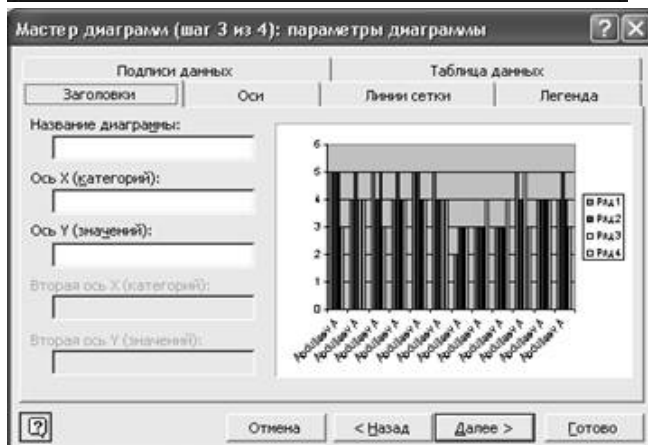 Мастер диаграмм (шаг 3 из 4): параметры диаграммы
Подписи данных
Таблица данных
Заголовки
Оси
Линии сетки
Легенда
Название диаграммы:
Ось X (категорий):
Ось Y (значений):
Вторая ось X (категорий):
Вторая ось Y (значений):
6
5
4
3
2
1
0
Ряд1
Ряд2
Ряд3
Ряд4
Отмена
< Назад
Далее >
Готово